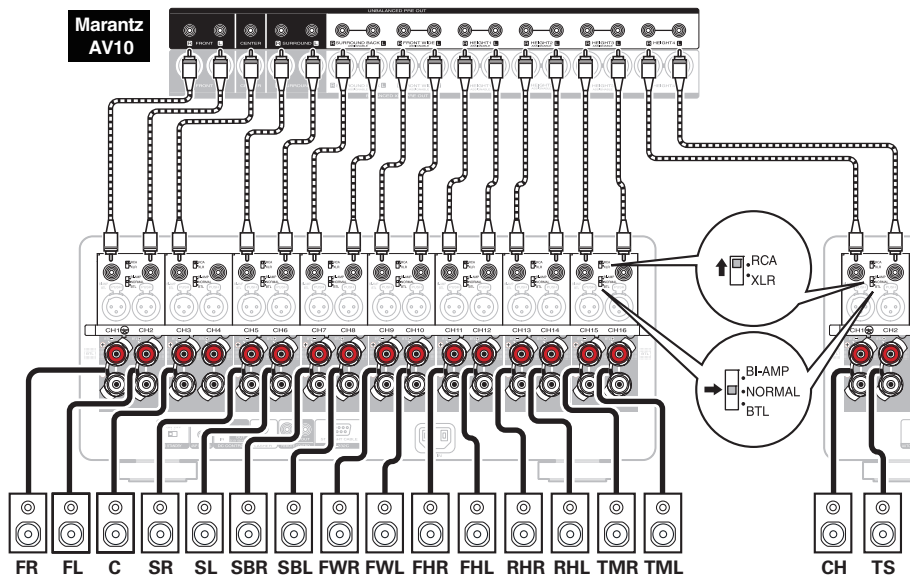 Marantz
AV10
UNBALANCED PRE OUT
R FRONT L
CENTER
R SURROUND L
R SURROUND BACK L
R FRONT WIDE L
R HEIGHT1 L
R HEIGHT2 L
R HEIGHT3 L
R HEIGHT4 L
RCA
XLR
CH1 CH2 CH3 CH4 CH5 CH6 CH7 CH8 CH9 CH10 CH11 CH12 CH13 CH14 CH15 CH16
CH1 CH2
BI-AMP
NORMAL
BTL
FR FL C SR SL SBR SBL FWR FWL FHR FHL RHR RHL TMR TML CH TS